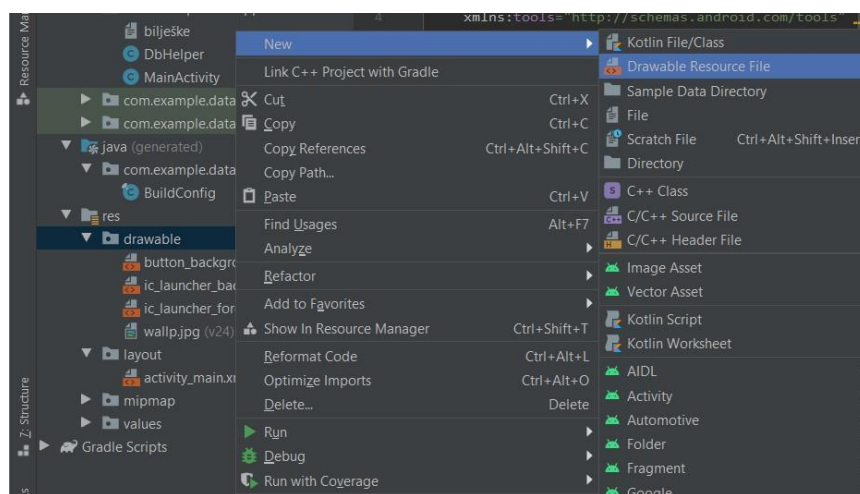 Resource Ma
Z: Structure
bilješke
DbHelper
MainActivity
com.example.data
com.example.data
java (generated)
com.example.data
BuildConfig
res
drawable
button_backgro
ic_launcher_bac
ic_launcher_for
wallp.jpg (v24)
layout
activity_main.xm
mipmap
values
Gradle Scripts
4 xmlns:tools="http://schemas.android.com/tools"
New
Link C++ Project with Gradle
Cut Ctrl+X
Copy Ctrl+C
Copy References Ctrl+Alt+Shift+C
Copy Path...
Paste Ctrl+V
Find Usages Alt+F7
Analyze
Refactor
Add to Favorites
Show In Resource Manager Ctrl+Shift+T
Reformat Code Ctrl+Alt+L
Optimize Imports Ctrl+Alt+O
Delete... Delete
Run
Debug
Run with Coverage
Kotlin File/Class
Drawable Resource File
Sample Data Directory
File
Scratch File Ctrl+Alt+Shift+Inser
Directory
C++ Class
C/C++ Source File
C/C++ Header File
Image Asset
Vector Asset
Kotlin Script
Kotlin Worksheet
AIDL
Activity
Automotive
Folder
Fragment
Google